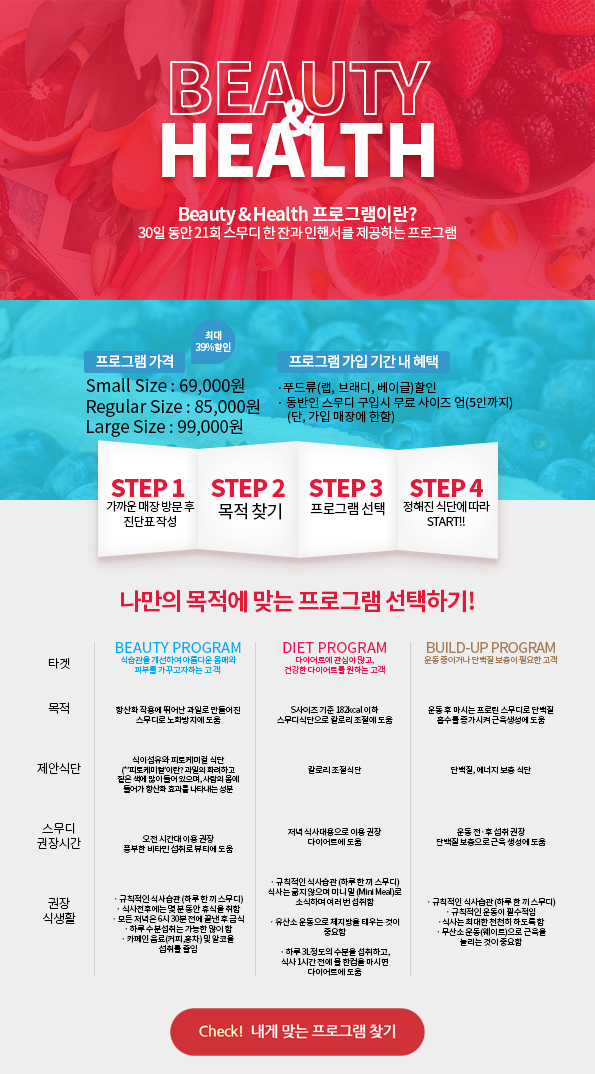 BEAUTY
&
HEALTH
Beauty & Health 프로그램이란?
30일 동안 21회 스무디 한 잔과 인핸서를 제공하는 프로그램
최대
39%할인
프로그램 가격
Small Size : 69,000원
Regular Size : 85,000원
Large Size : 99,000원
프로그램 가입 기간 내 혜택
·푸드류(랩, 브래디, 베이글)할인
· 동반인 스무디 구입시 무료 사이즈 업(5인까지)
(단, 가입 매장에 한함)
STEP 1
가까운 매장 방문 후
진단표 작성
STEP 2
목적 찾기
STEP 3
프로그램 선택
STEP 4
정해진 식단에 따라
START!!
나만의 목적에 맞는 프로그램 선택하기!
타겟
BEAUTY PROGRAM
식습관을 개선하여 아름다운 몸매와
피부를 가꾸고자하는 고객
DIET PROGRAM
다이어트에 관심이 많고,
건강한 다이어트를 원하는 고객
BUILD-UP PROGRAM
운동 중이거나 단백질 보충이 필요한 고객
목적
항산화 작용에 뛰어난 과일로 만들어진
스무디로 노화방지에 도움
S사이즈 기준 182kcal 이하
스무디식단으로 칼로리 조절에 도움
운동 후 마시는 프로틴 스무디로 단백질
흡수를 증가시켜 근육생성에 도움
제안식단
식이섬유와 피토케미컬 식단
(*'피토케미컬'이란? 과일의 화려하고
짙은 색에 많이 들어 있으며, 사람의 몸에
들어가 항산화 효과를 나타내는 성분
칼로리 조절식단
단백질, 에너지 보충 식단
스무디
권장시간
오전 시간대 이용 권장
풍부한 비타민 섭취로 뷰티에 도움
저녁 식사대용으로 이용 권장
다이어트에 도움
운동 전·후 섭취 권장
단백질 보충으로 근육 생성에 도움
권장
식생활
· 규칙적인 식사습관 (하루 한 끼 스무디)
· 식사전후에는 몇 분 동안 휴식을 취함
· 모든 저녁은 6시 30분 전에 끝낸 후 금식
· 하루 수분섭취는 가능한 많이 함
· 카페인 음료(커피,홍차) 및 알코올
섭취를 줄임
· 규칙적인 식사습관 (하루 한 끼 스무디)
식사는 굶지 않으며 미니 밀 (Mini Meal)로
소식하며 여러 번 섭취함
· 유산소 운동으로 체지방을 태우는 것이
중요함
· 하루 3L정도의 수분을 섭취하고,
식사 1시간 전에 물 한컵을 마시면
다이어트에 도움
· 규칙적인 식사습관 (하루 한 끼 스무디)
· 규칙적인 운동이 필수적임
· 식사는 최대한 천천히 하도록 함
· 무산소 운동(웨이트)으로 근육을
늘리는 것이 중요함
Check! 내게 맞는 프로그램 찾기